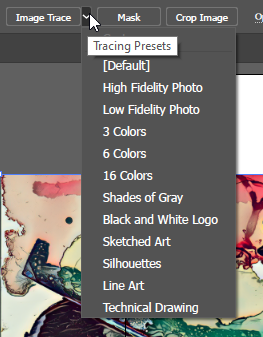 Image Trace
Mask
Crop Image
Tracing Presets
[Default]
High Fidelity Photo
Low Fidelity Photo
3 Colors
6 Colors
16 Colors
Shades of Gray
Black and White Logo
Sketched Art
Silhouettes
Line Art
Technical Drawing